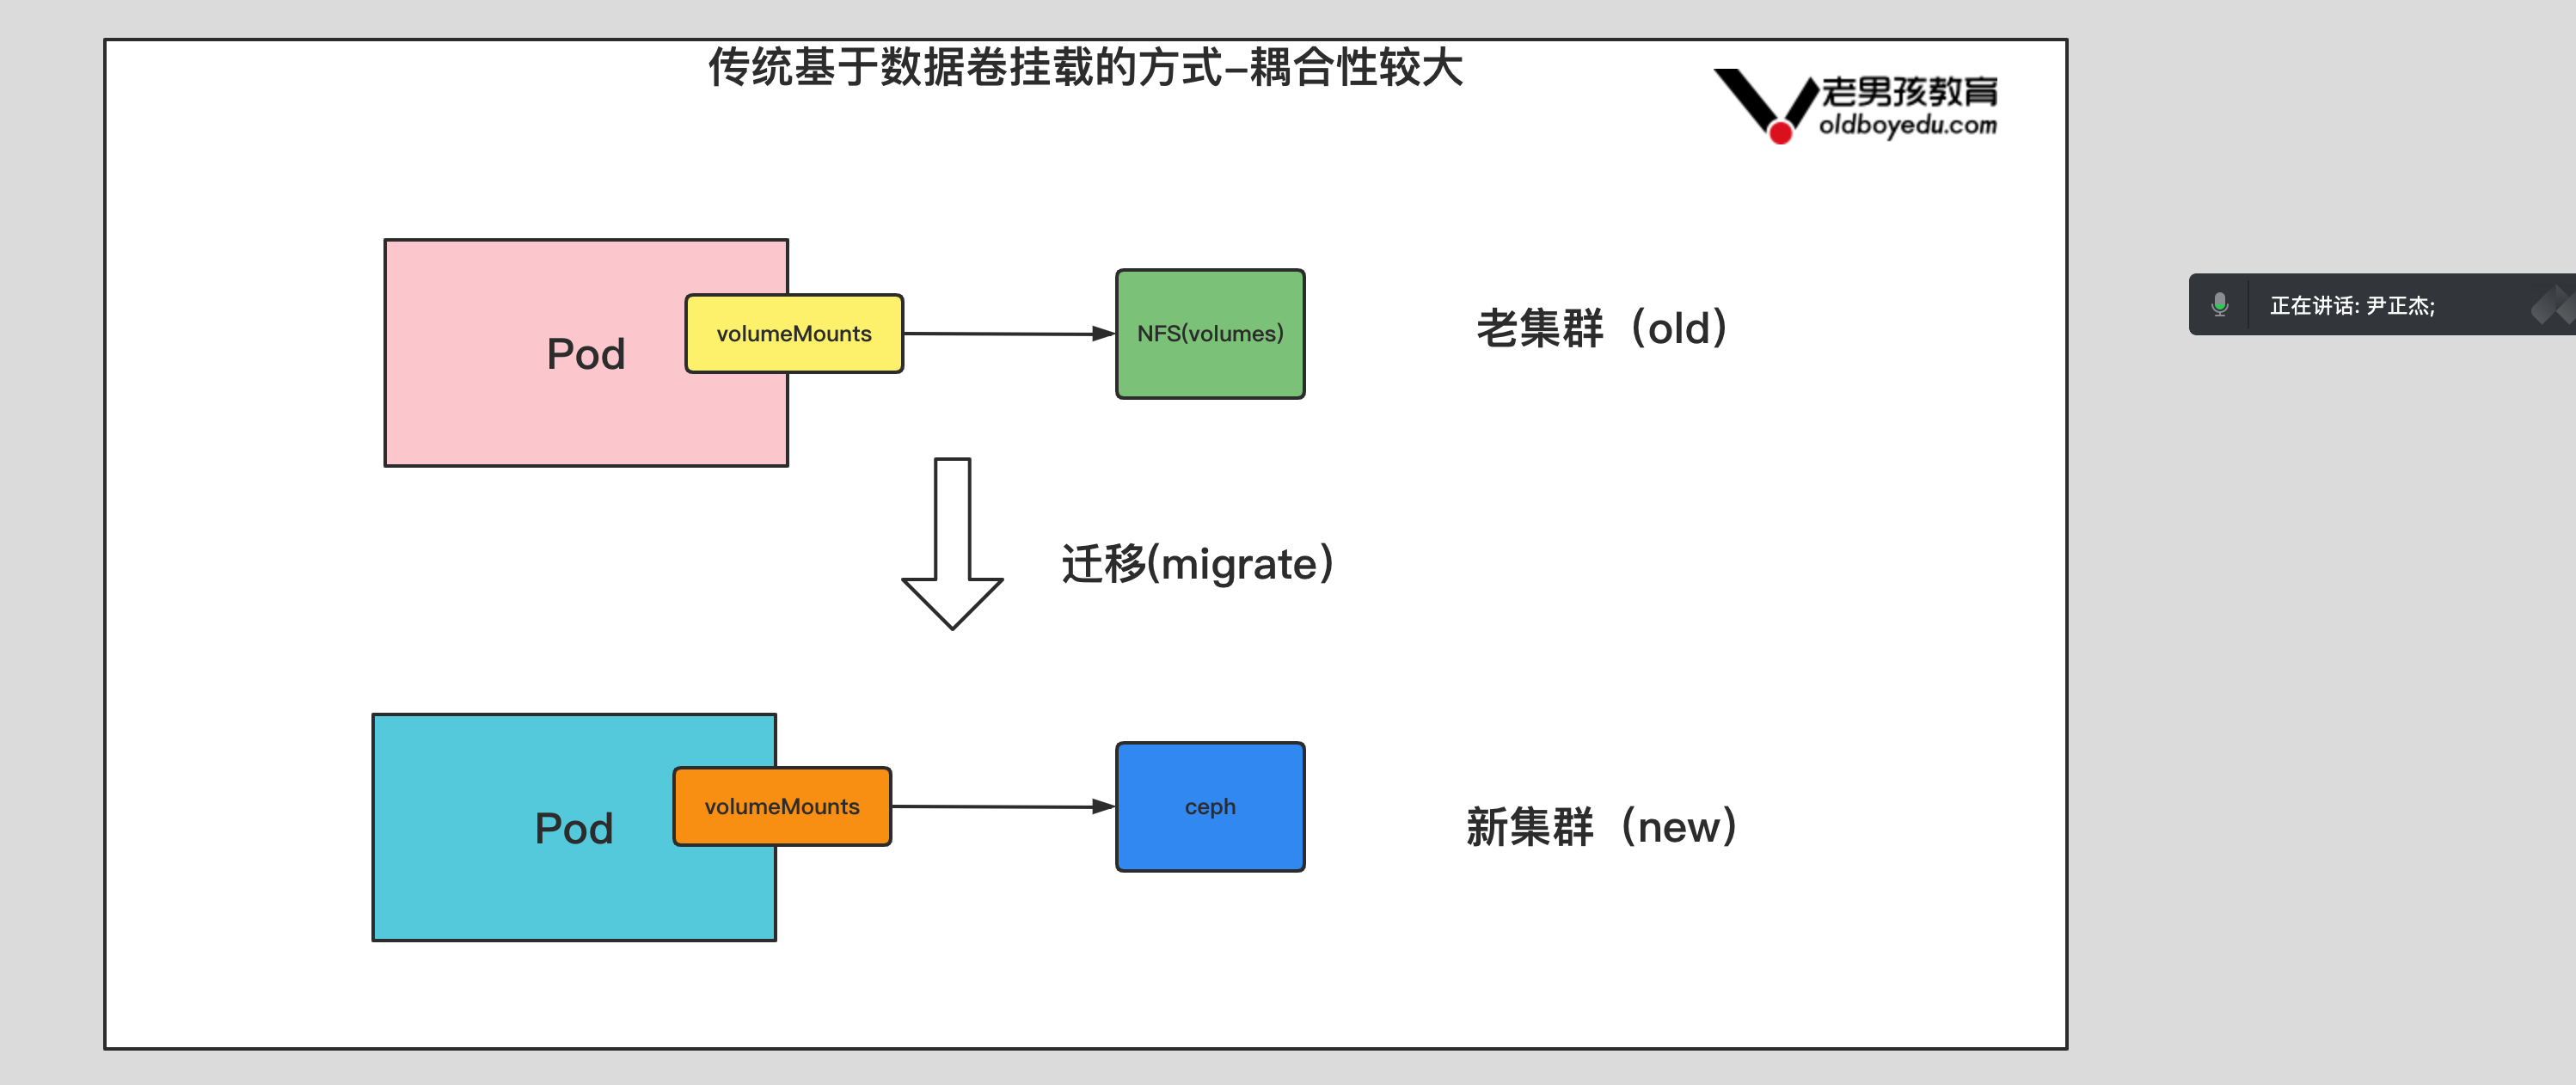 传统基于数据卷挂载的方式-耦合性较大
老男孩教育
oldboyedu.com
Pod
volumeMounts
NFS(volumes)
老集群（old）
正在讲话: 尹正杰;
迁移(migrate）
Pod
volumeMounts
ceph
新集群（new）